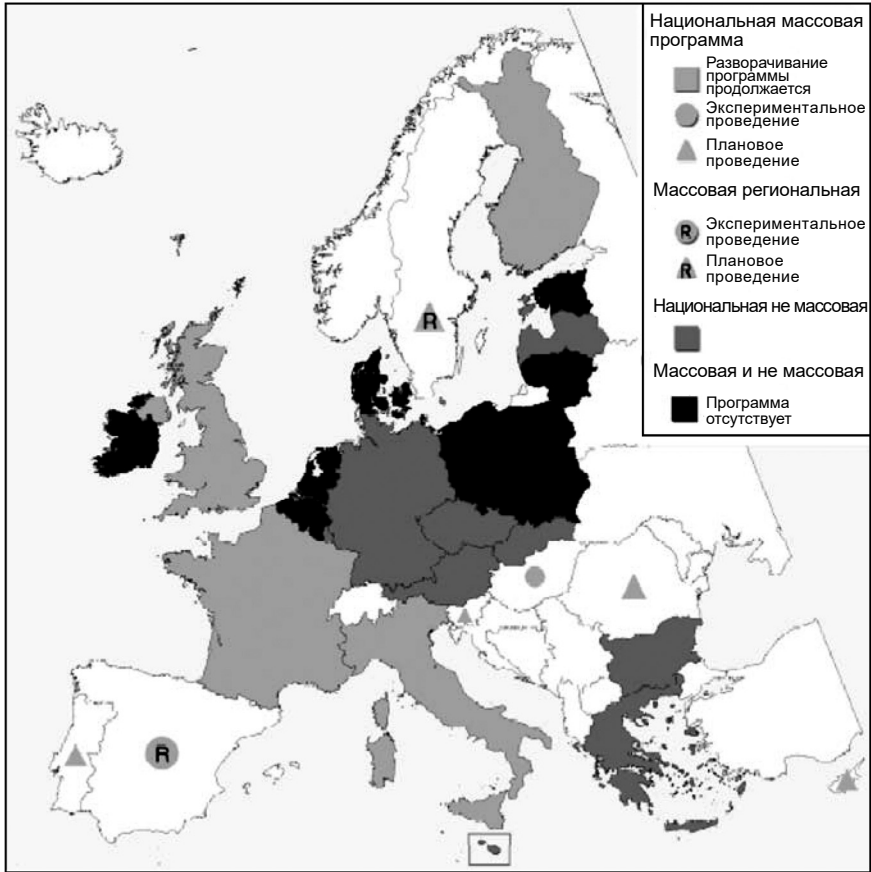 Национальная массовая
программа
Разворачивание
программы
продолжается
Экспериментальное
проведение
Плановое
проведение
Массовая региональная
R Экспериментальное
проведение
R Плановое
проведение
Национальная не массовая
Массовая и не массовая
Программа
отсутствует
R
R